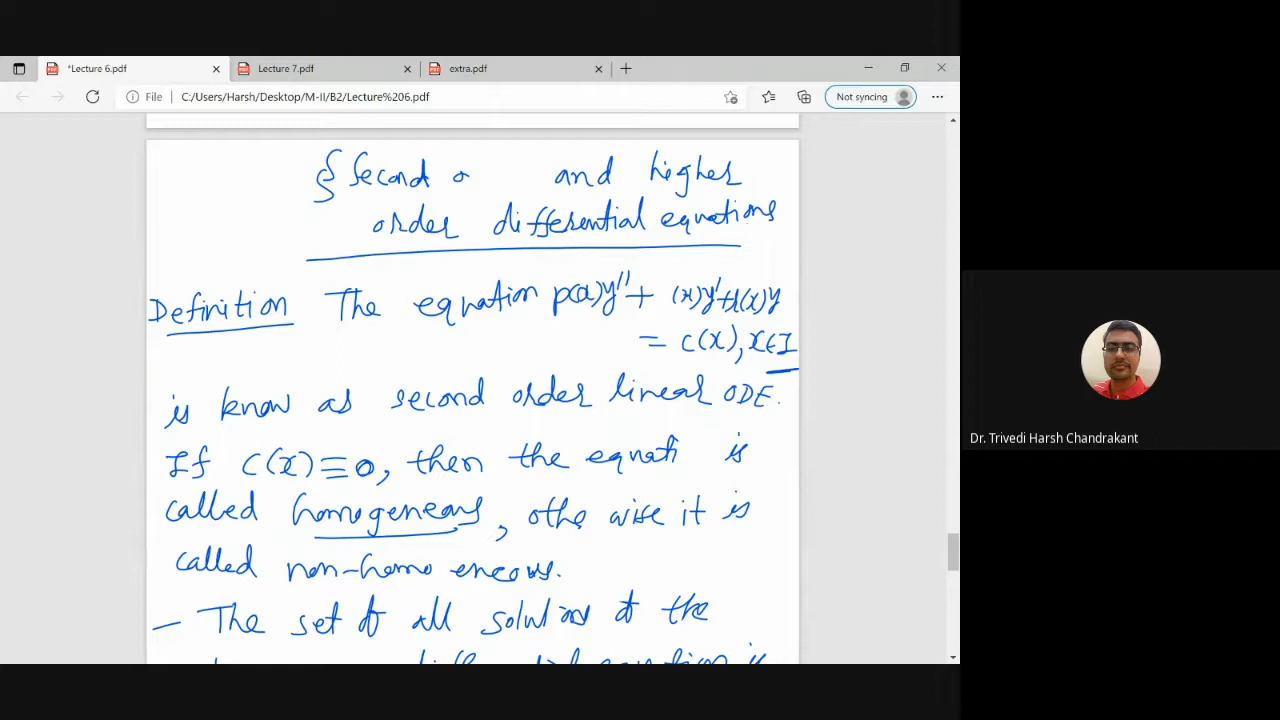 *Lecture 6.pdf
Lecture 7.pdf
extra.pdf
File
C:/Users/Harsh/Desktop/M-II/B2/Lecture%206.pdf
Not syncing
§ Second o and higher
order differential equations
Definition The equation p(x)y'' + (x)y'+r(x)y
= c(x), x∈I
is know as second order linear ODE.
If c(x)≡0, then the equati is
called homogeneous, othe wise it is
called non-homo eneous.
— The set of all solutions of the
equation is
Dr. Trivedi Harsh Chandrakant